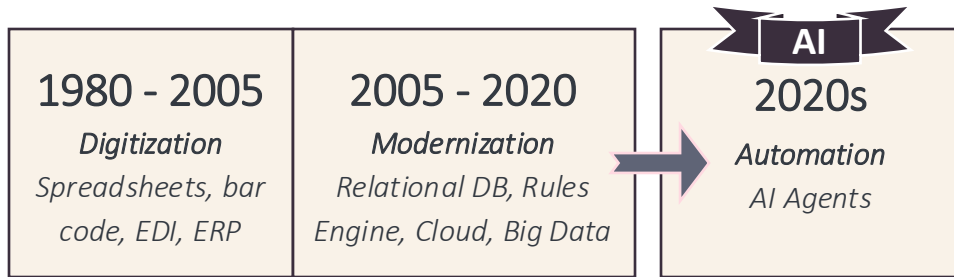 1980 - 2005
Digitization
Spreadsheets, bar
code, EDI, ERP
2005 - 2020
Modernization
Relational DB, Rules
Engine, Cloud, Big Data
AI
2020s
Automation
AI Agents